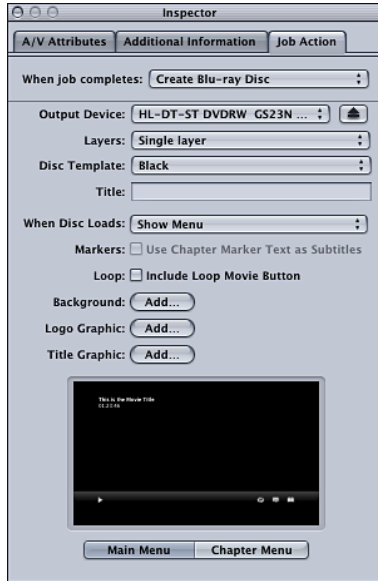 Inspector
A/V Attributes Additional Information Job Action
When job completes: Create Blu-ray Disc
Output Device: HL-DT-ST DVDRW GS23N ...
Layers: Single layer
Disc Template: Black
Title:
When Disc Loads: Show Menu
Markers: Use Chapter Marker Text as Subtitles
Loop: Include Loop Movie Button
Background: Add...
Logo Graphic: Add...
Title Graphic: Add...
This is the Movie Title
01:20:46
Main Menu Chapter Menu